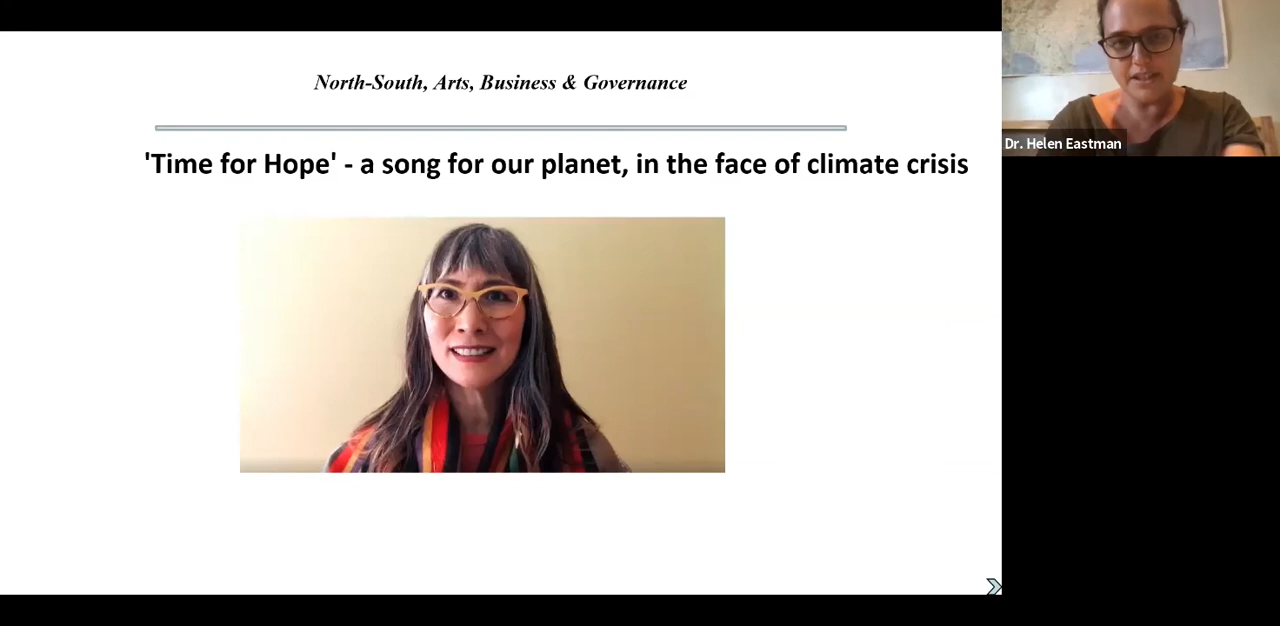 North-South, Arts, Business & Governance
'Time for Hope' - a song for our planet, in the face of climate crisis
Dr. Helen Eastman